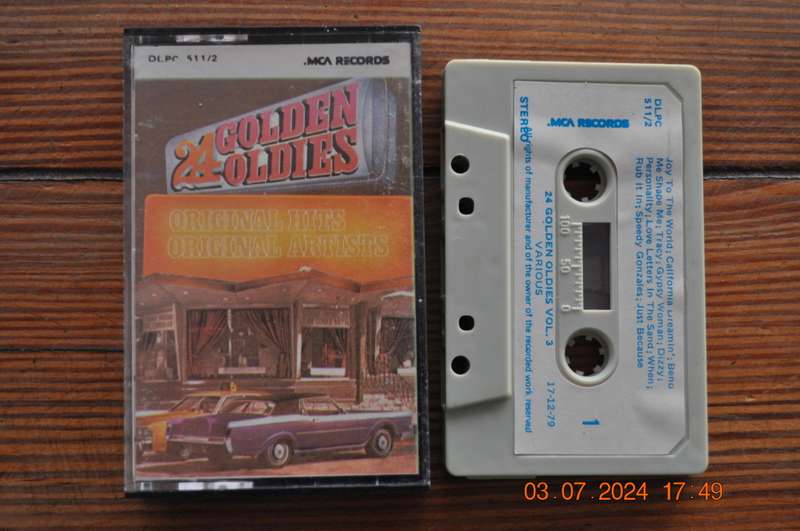 DLPC 511/2
.MCA RECORDS
24 GOLDEN
OLDIES
ORIGINAL HITS
ORIGINAL ARTISTS
DLPC
511/2
.MCA RECORDS
STEREO
All rights of manufacturer and of the owner of the recorded work reserved
24 GOLDEN OLDIES VOL. 3
VARIOUS
17-12-79
1
100 50 0
Joy To The World; California Dreamin'; Bend
Me Shape Me; Tracy; Gypsy Woman; Dizzy;
Personality; Love Letters In The Sand; When;
Rub it In; Speedy Gonzales; Just Because
03.07.2024 17:49